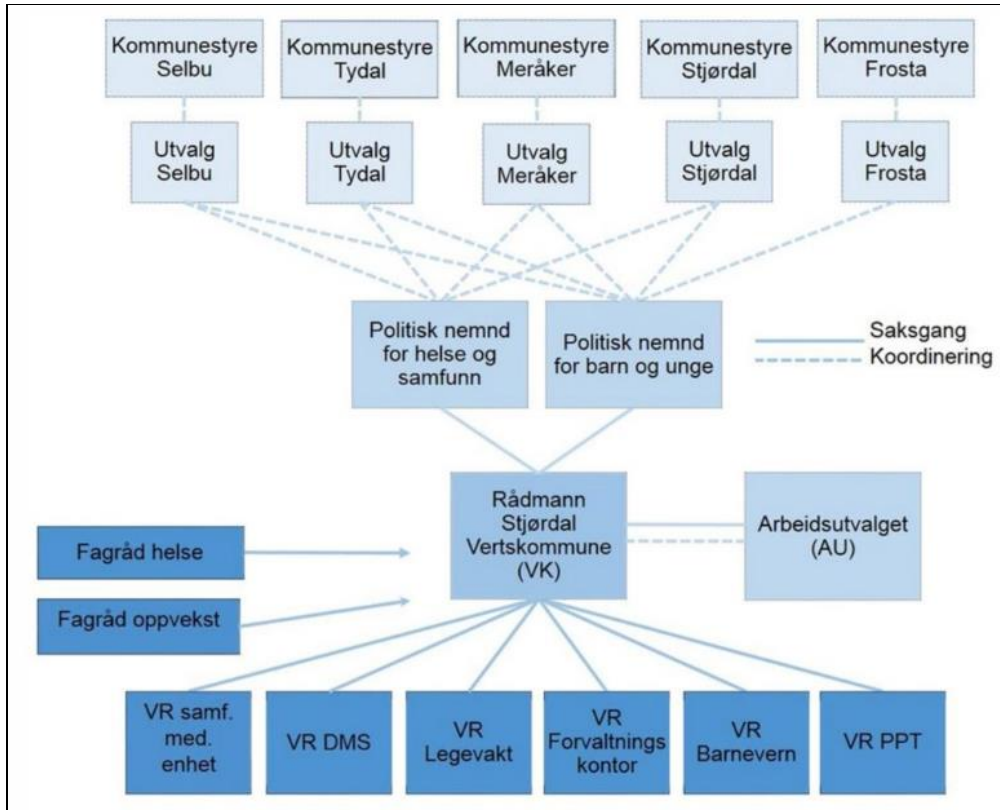 Kommunestyre
Selbu
Kommunestyre
Tydal
Kommunestyre
Meråker
Kommunestyre
Stjørdal
Kommunestyre
Frosta
Utvalg
Selbu
Utvalg
Tydal
Utvalg
Meråker
Utvalg
Stjørdal
Utvalg
Frosta
Politisk nemnd
for helse og
samfunn
Politisk nemnd
for barn og unge
Saksgang
Koordinering
Rådmann
Stjørdal
Vertskommune
(VK)
Arbeidsutvalget
(AU)
Fagråd helse
Fagråd oppvekst
VR samf.
med.
enhet
VR DMS
VR
Legevakt
VR
Forvaltnings
kontor
VR
Barnevern
VR PPT